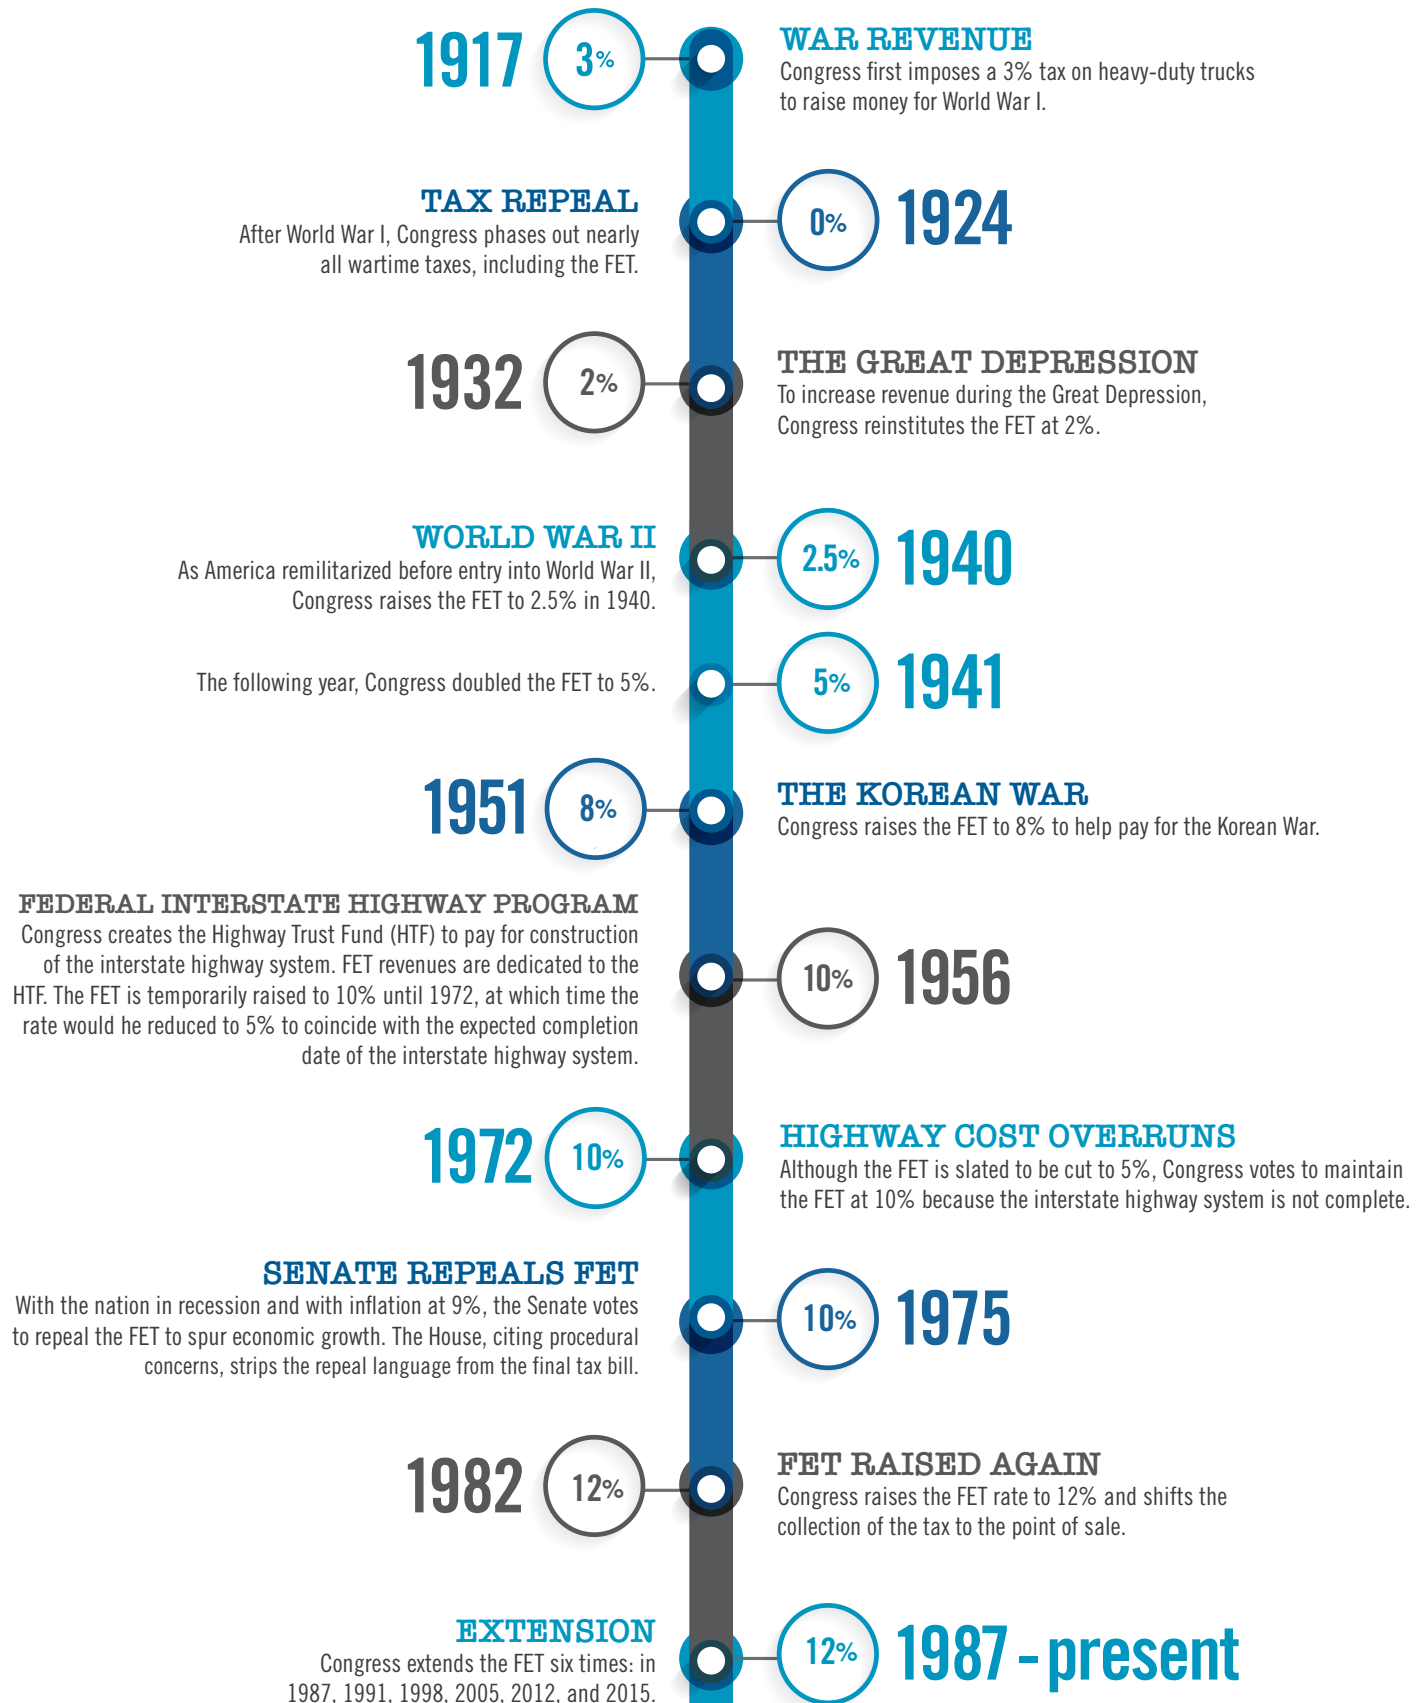 1917
3%
WAR REVENUE
Congress first imposes a 3% tax on heavy-duty trucks
to raise money for World War I.
TAX REPEAL
After World War I, Congress phases out nearly
all wartime taxes, including the FET.
0%
1924
1932
2%
THE GREAT DEPRESSION
To increase revenue during the Great Depression,
Congress reinstitutes the FET at 2%.
WORLD WAR II
As America remilitarized before entry into World War II,
Congress raises the FET to 2.5% in 1940.
2.5%
1940
The following year, Congress doubled the FET to 5%.
5%
1941
1951
8%
THE KOREAN WAR
Congress raises the FET to 8% to help pay for the Korean War.
FEDERAL INTERSTATE HIGHWAY PROGRAM
Congress creates the Highway Trust Fund (HTF) to pay for construction
of the interstate highway system. FET revenues are dedicated to the
HTF. The FET is temporarily raised to 10% until 1972, at which time the
rate would he reduced to 5% to coincide with the expected completion
date of the interstate highway system.
10%
1956
1972
10%
HIGHWAY COST OVERRUNS
Although the FET is slated to be cut to 5%, Congress votes to maintain
the FET at 10% because the interstate highway system is not complete.
SENATE REPEALS FET
With the nation in recession and with inflation at 9%, the Senate votes
to repeal the FET to spur economic growth. The House, citing procedural
concerns, strips the repeal language from the final tax bill.
10%
1975
1982
12%
FET RAISED AGAIN
Congress raises the FET rate to 12% and shifts the
collection of the tax to the point of sale.
EXTENSION
Congress extends the FET six times: in
1987, 1991, 1998, 2005, 2012, and 2015.
12%
1987 - present